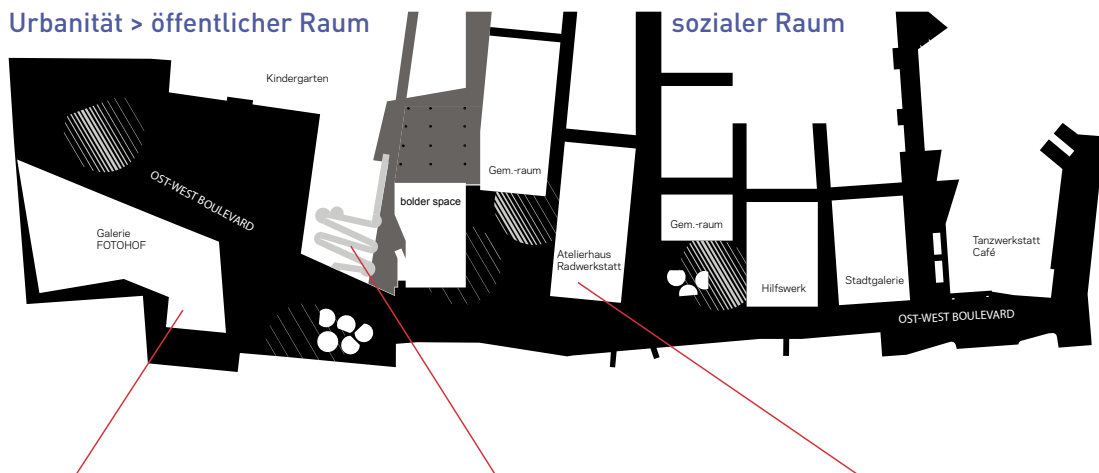 Urbanität > öffentlicher Raum
sozialer Raum
Kindergarten
OST-WEST BOULEVARD
Galerie
FOTOHOF
Gem.-raum
bolder space
Atelierhaus
Radwerkstatt
Gem.-raum
Hilfswerk
Stadtgalerie
Tanzwerkstatt
Café
OST-WEST BOULEVARD